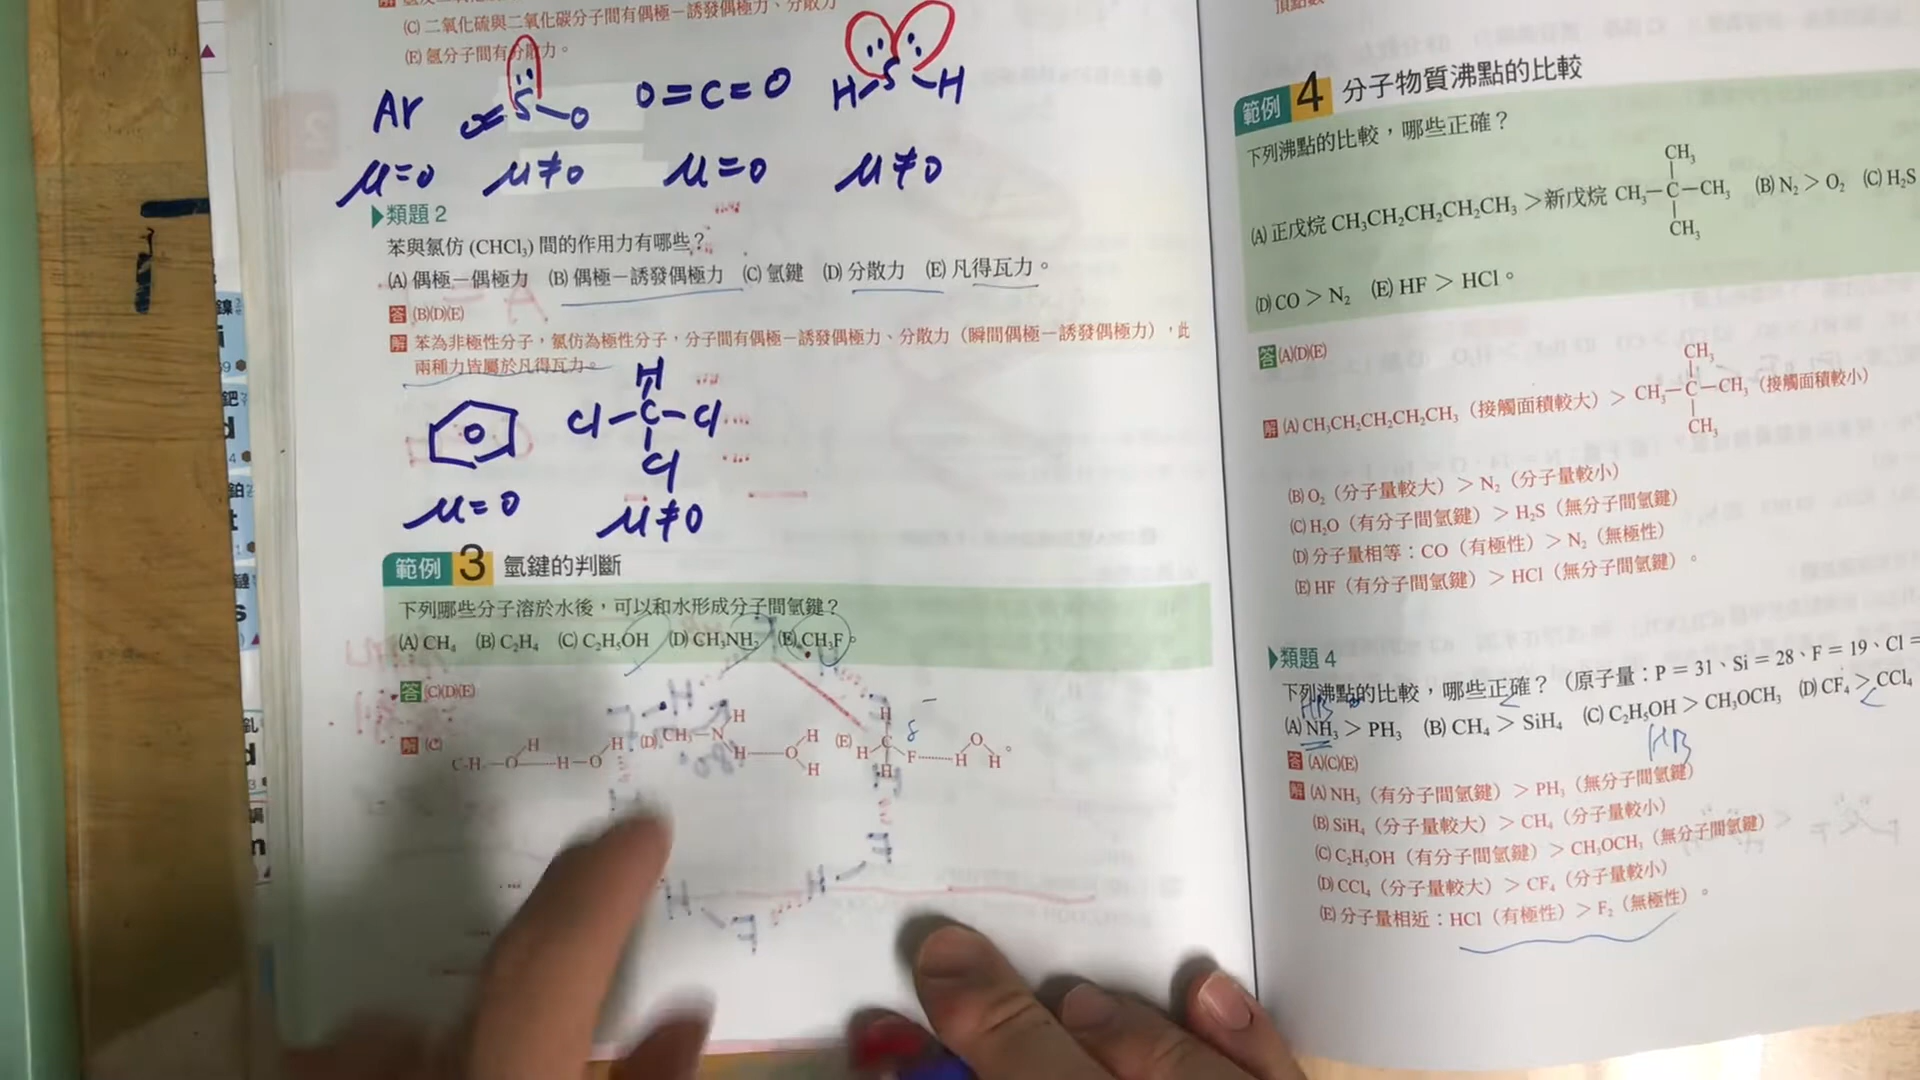 (C) 二氧化硫與二氧化碳分子間有偶極－誘發偶極力、分散力
(E) 氬分子間有分散力。
Ar
O=S-O
O=C=O
H-S-H
μ=0
μ≠0
μ=0
μ≠0
類題 2
苯與氯仿 (CHCl₃) 間的作用力有哪些？
(A) 偶極－偶極力 (B) 偶極－誘發偶極力 (C) 氫鍵 (D) 分散力 (E) 凡得瓦力。
答 (B)(D)(E)
解 苯為非極性分子，氯仿為極性分子，分子間有偶極－誘發偶極力、分散力（瞬間偶極－誘發偶極力），此
兩種力皆屬於凡得瓦力。
H
Cl-C-Cl
Cl
μ=0
μ≠0
範例 3 氫鍵的判斷
下列哪些分子溶於水後，可以和水形成分子間氫鍵？
(A) CH₄ (B) C₂H₄ (C) C₂H₅OH (D) CH₃NH₂ (E) CH₃F。
答 (C)(D)(E)
解 (C)
(D) CH₃-N
(E)
範例 4 分子物質沸點的比較
下列沸點的比較，哪些正確？
CH₃
(A) 正戊烷 CH₃CH₂CH₂CH₂CH₃ > 新戊烷 CH₃-C-CH₃ (B) N₂ > O₂ (C) H₂S
CH₃
(D) CO > N₂ (E) HF > HCl。
答 (A)(D)(E)
CH₃
解 (A) CH₃CH₂CH₂CH₂CH₃（接觸面積較大）> CH₃-C-CH₃（接觸面積較小）
CH₃
(B) O₂（分子量較大）> N₂（分子量較小）
(C) H₂O（有分子間氫鍵）> H₂S（無分子間氫鍵）
(D) 分子量相等：CO（有極性）> N₂（無極性）
(E) HF（有分子間氫鍵）> HCl（無分子間氫鍵）。
類題 4
下列沸點的比較，哪些正確？（原子量：P = 31、Si = 28、F = 19、Cl =
(A) NH₃ > PH₃ (B) CH₄ > SiH₄ (C) C₂H₅OH > CH₃OCH₃ (D) CF₄ > CCl₄
HB
答 (A)(C)(E)
解 (A) NH₃（有分子間氫鍵）> PH₃（無分子間氫鍵）
(B) SiH₄（分子量較大）> CH₄（分子量較小）
(C) C₂H₅OH（有分子間氫鍵）> CH₃OCH₃（無分子間氫鍵）
(D) CCl₄（分子量較大）> CF₄（分子量較小）
(E) 分子量相近：HCl（有極性）> F₂（無極性）。